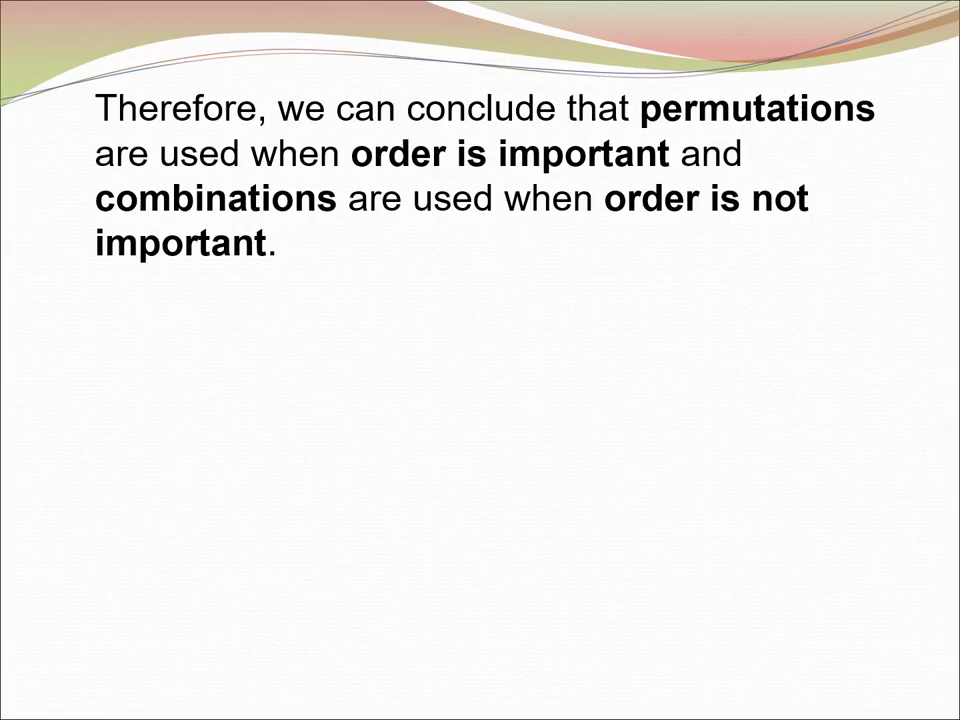 Therefore, we can conclude that permutations
are used when order is important and
combinations are used when order is not
important.